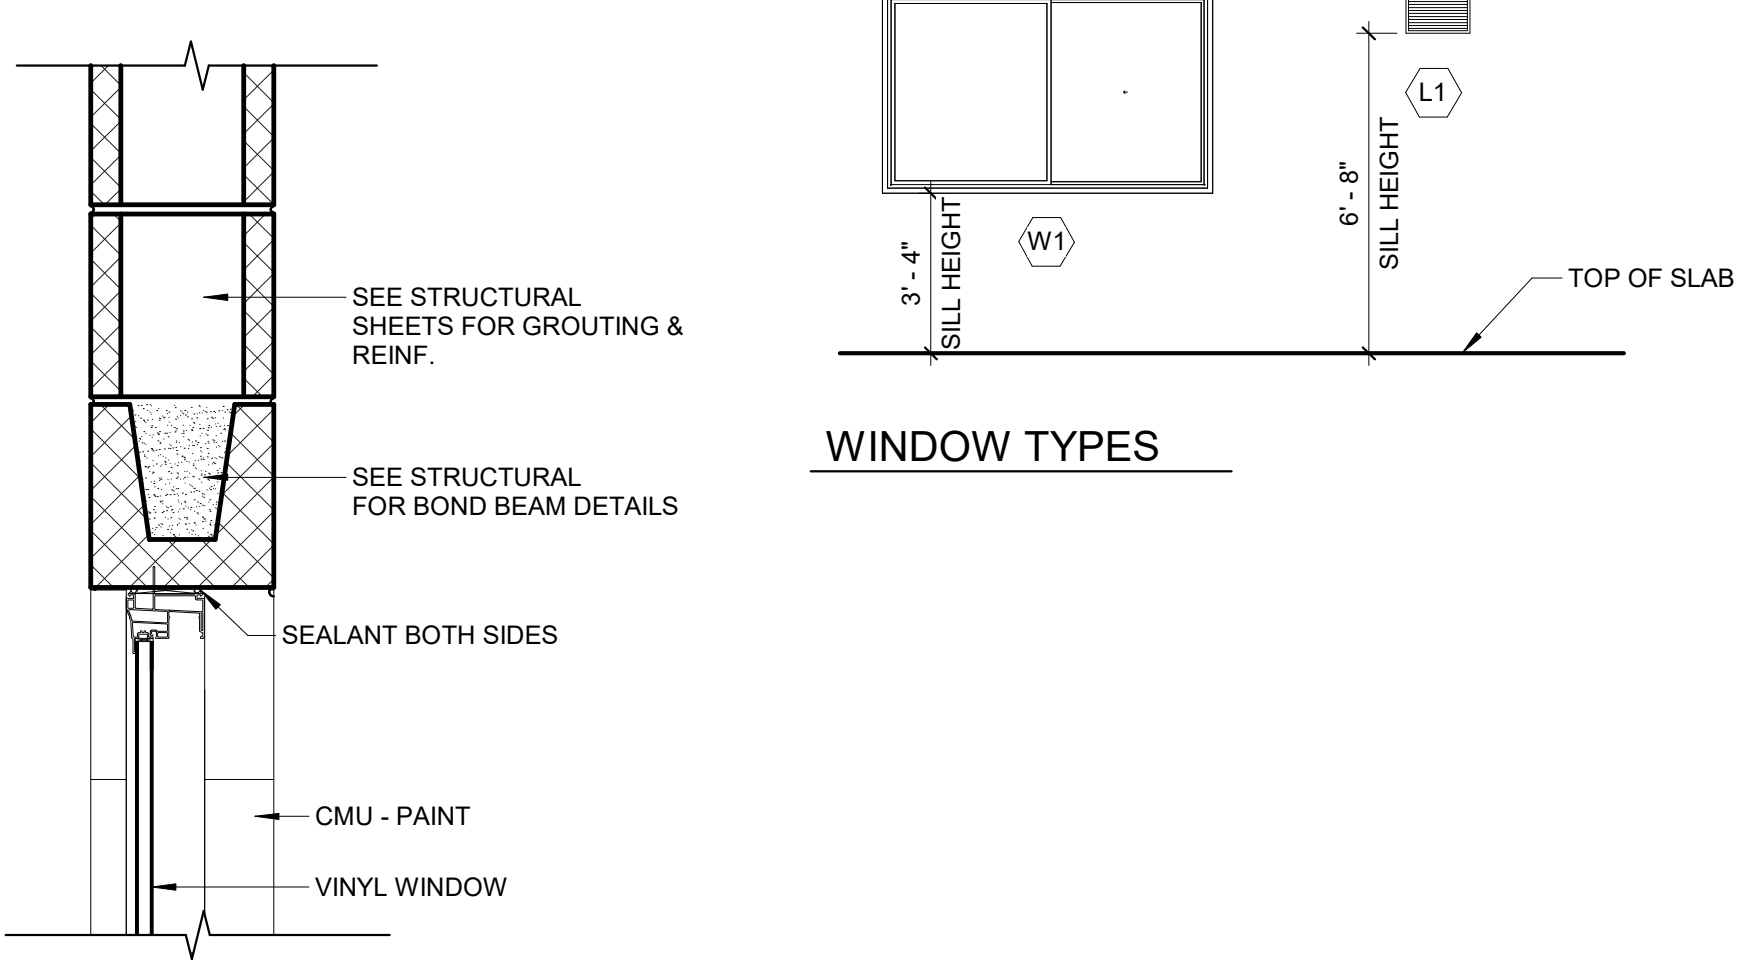 SEE STRUCTURAL
SHEETS FOR GROUTING &
REINF.
SEE STRUCTURAL
FOR BOND BEAM DETAILS
SEALANT BOTH SIDES
CMU - PAINT
VINYL WINDOW
3' - 4"
SILL HEIGHT
W1
6' - 8"
SILL HEIGHT
L1
TOP OF SLAB
WINDOW TYPES